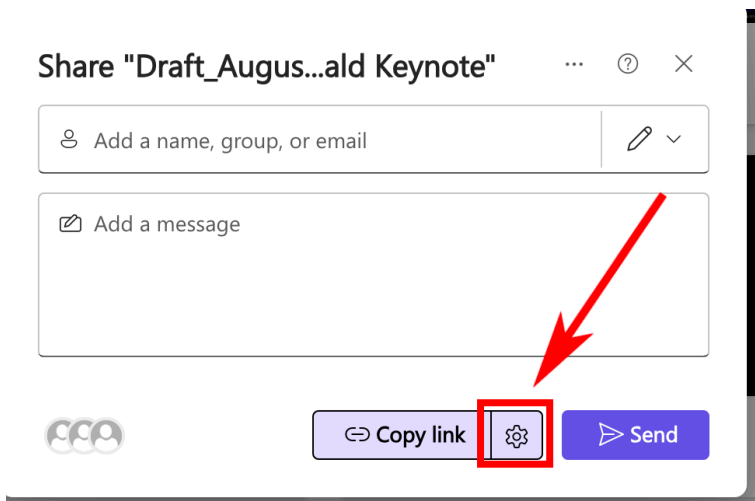 Share "Draft_Augus...ald Keynote"
Add a name, group, or email
Add a message
Copy link
Send